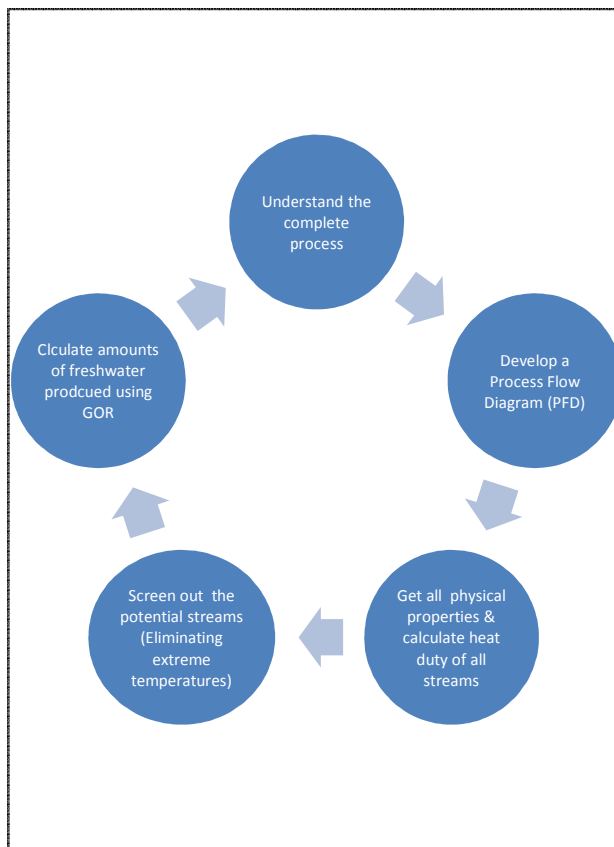 Understand the
complete
process
Develop a
Process Flow
Diagram (PFD)
Get all physical
properties &
calculate heat
duty of all
streams
Screen out the
potential streams
(Eliminating
extreme
temperatures)
Clculate amounts
of freshwater
prodcued using
GOR